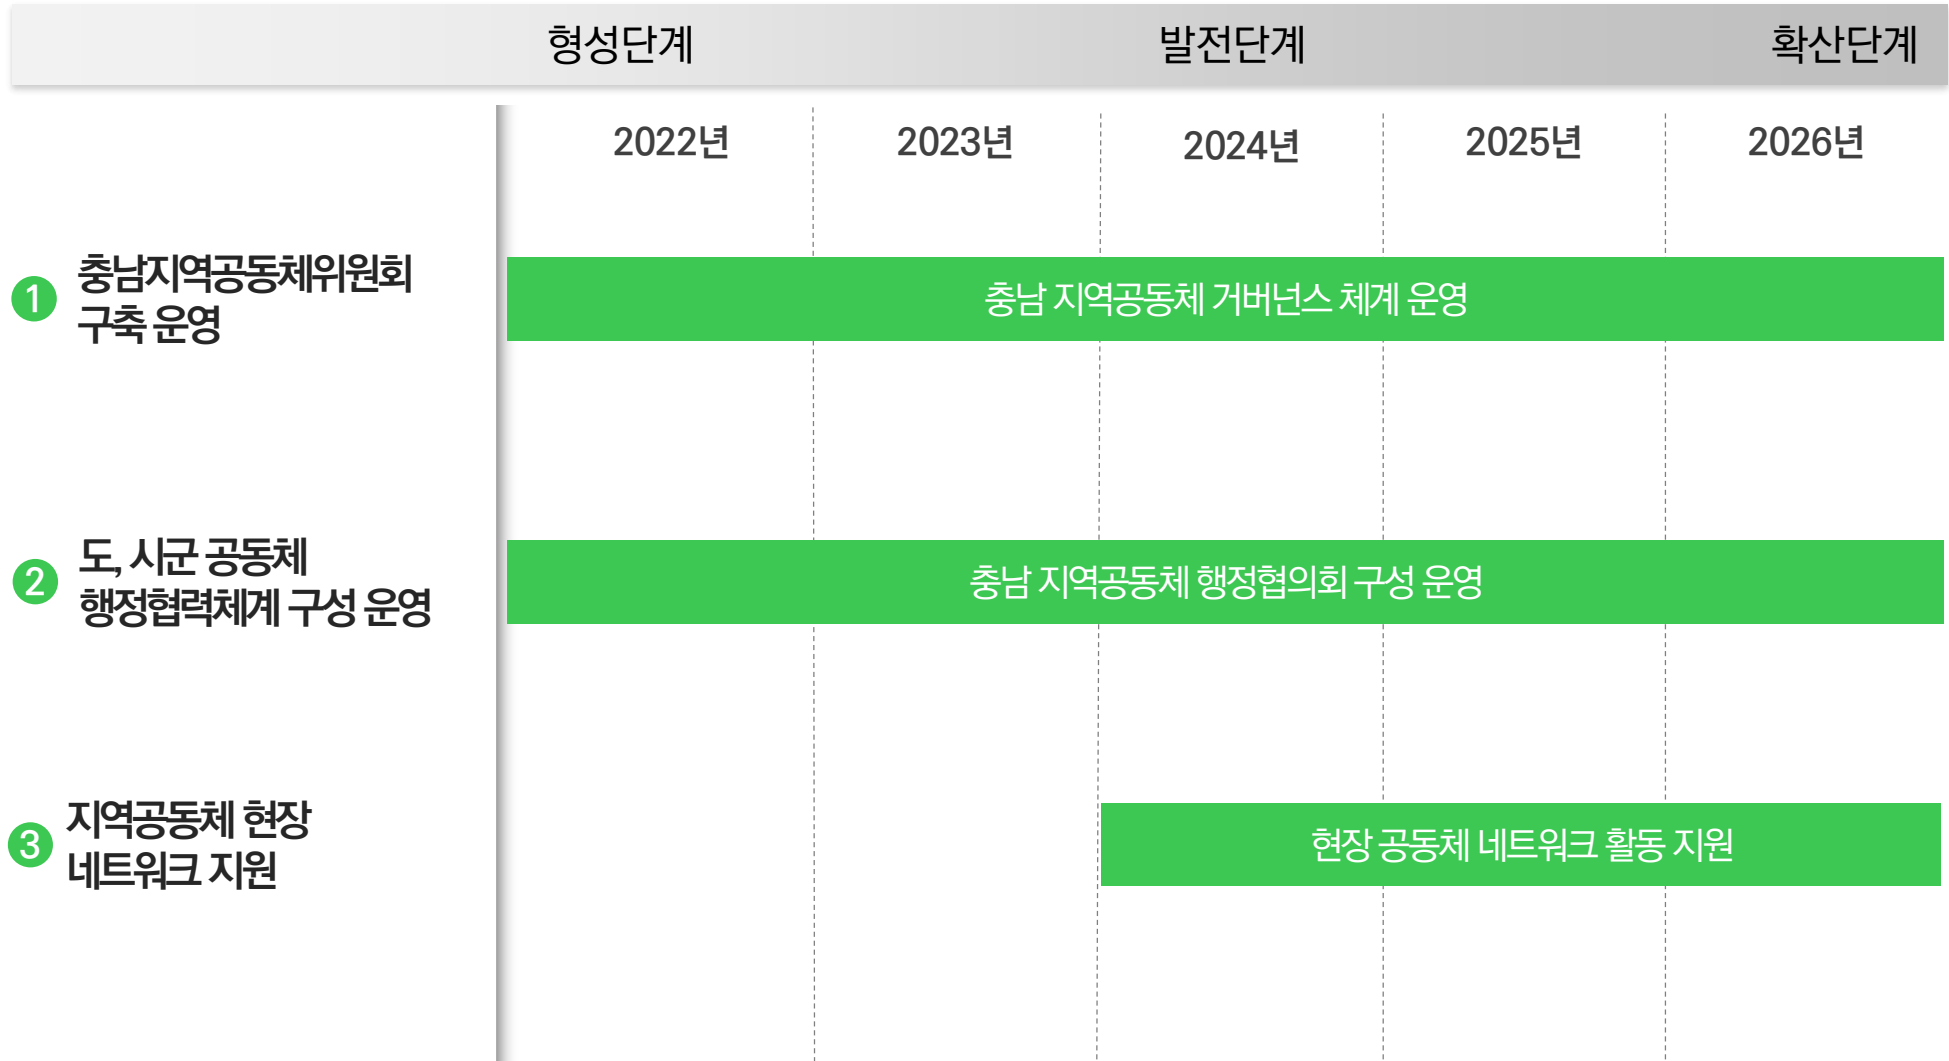 형성단계 발전단계 확산단계
2022년 2023년 2024년 2025년 2026년
1 충남지역공동체위원회
구축 운영
충남 지역공동체 거버넌스 체계 운영
2 도, 시군 공동체
행정협력체계 구성 운영
충남 지역공동체 행정협의회 구성 운영
3 지역공동체 현장
네트워크 지원
현장 공동체 네트워크 활동 지원